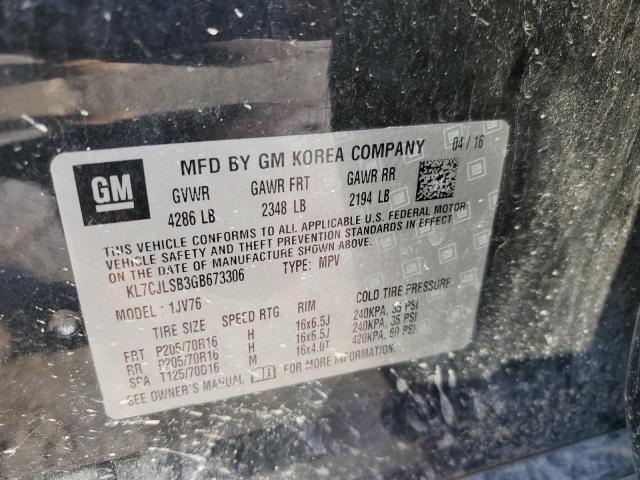 GM
MFD BY GM KOREA COMPANY 04 / 16
GVWR GAWR FRT GAWR RR
4286 LB 2348 LB 2194 LB
THIS VEHICLE CONFORMS TO ALL APPLICABLE U.S. FEDERAL MOTOR
VEHICLE SAFETY AND THEFT PREVENTION STANDARDS IN EFFECT
ON THE DATE OF MANUFACTURE SHOWN ABOVE.
KL7CJLSB3GB673306 TYPE: MPV
MODEL: 1JV76
TIRE SIZE SPEED RTG RIM COLD TIRE PRESSURE
FRT P205/70R16 H 16x6.5J 240KPA, 35 PSI
RR P205/70R16 H 16x6.5J 240KPA, 35 PSI
SPA T125/70D16 M 16x4.0T 420KPA, 60 PSI
SEE OWNER'S MANUAL FOR MORE INFORMATION.